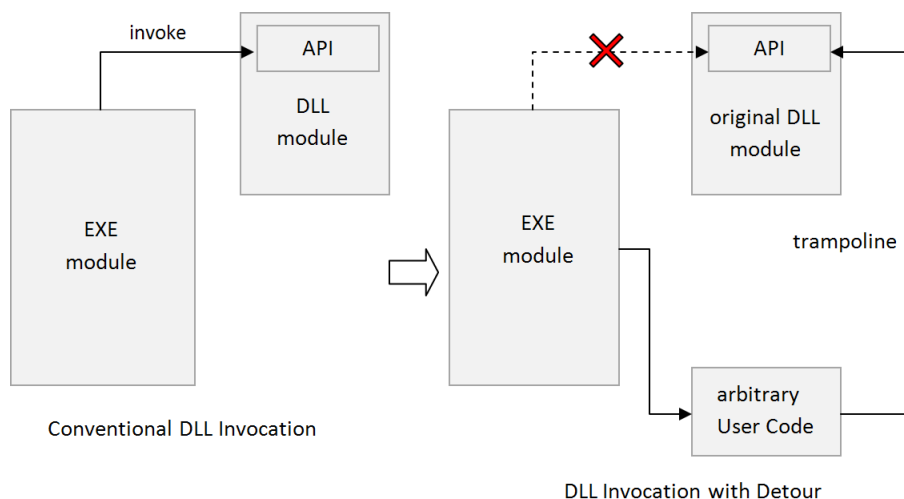 invoke
API
DLL
module
EXE
module
Conventional DLL Invocation
API
original DLL
module
EXE
module
trampoline
arbitrary
User Code
DLL Invocation with Detour